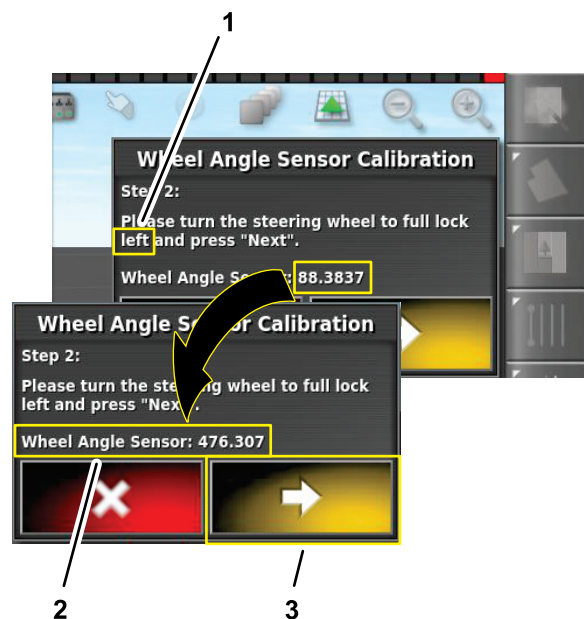 1
Wheel Angle Sensor Calibration
Step 2:
Please turn the steering wheel to full lock
left and press "Next".
Wheel Angle Sensor: 88.3837
Wheel Angle Sensor Calibration
Step 2:
Please turn the steering wheel to full lock
left and press "Next".
Wheel Angle Sensor: 476.307
2
3